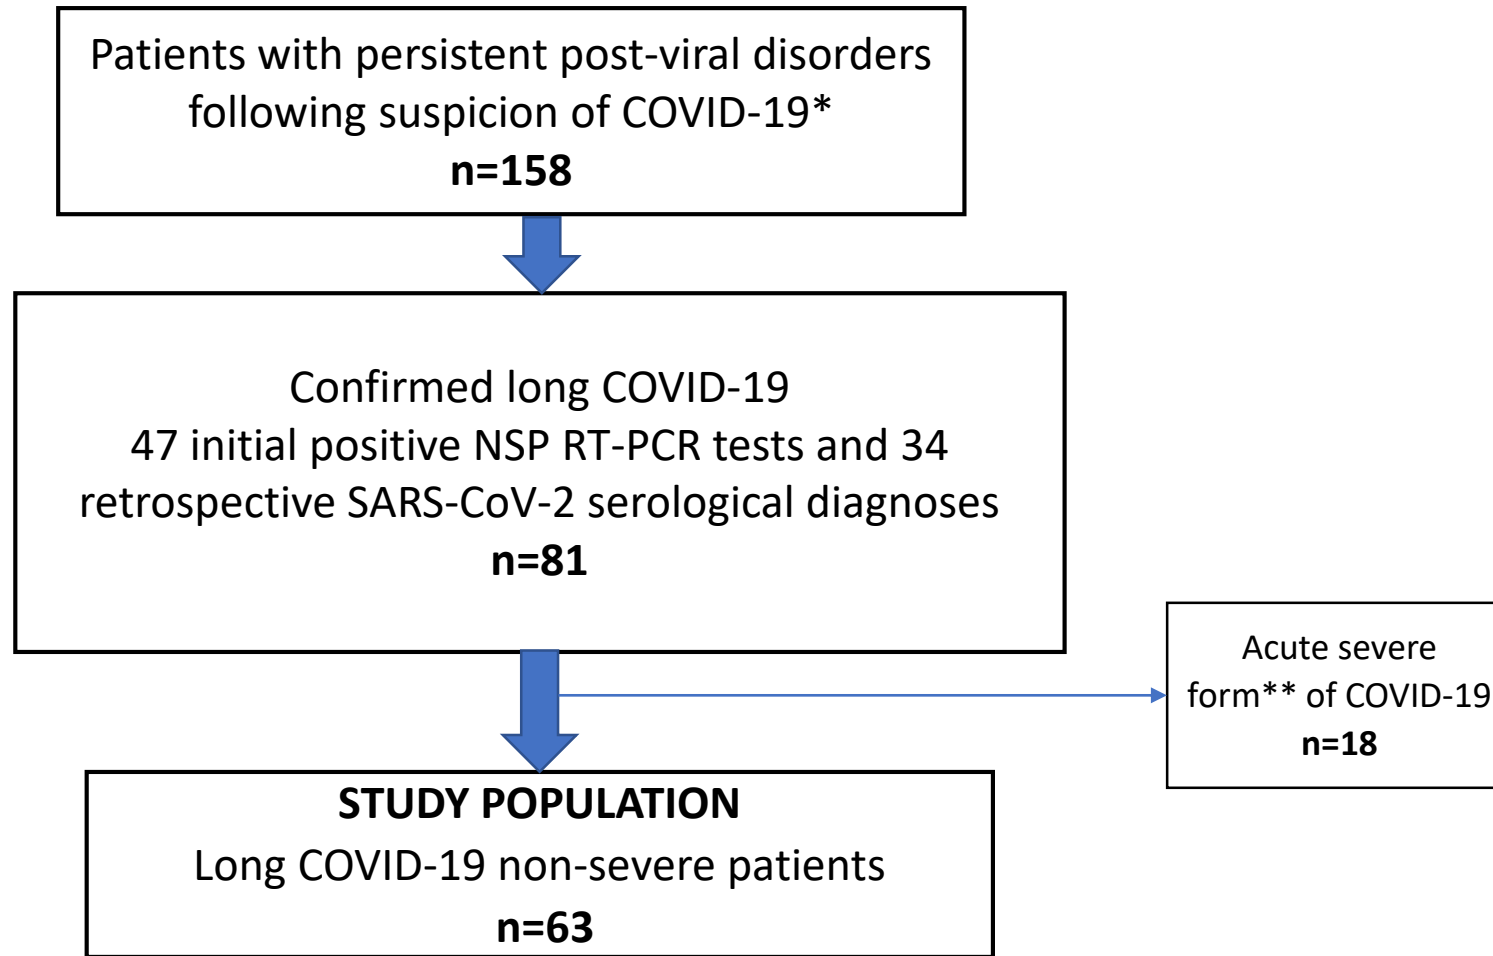 Patients with persistent post-viral disorders
following suspicion of COVID-19*
n=158
Confirmed long COVID-19
47 initial positive NSP RT-PCR tests and 34
retrospective SARS-CoV-2 serological diagnoses
n=81
Acute severe
form** of COVID-19
n=18
STUDY POPULATION
Long COVID-19 non-severe patients
n=63